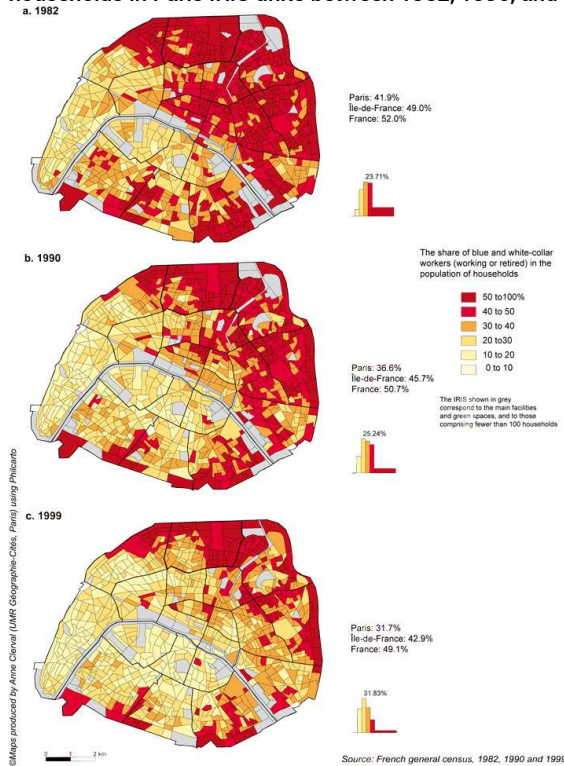 households in Paris IRIS units between 1982, 1990, and
a. 1982
Paris: 41.9%
Île-de-France: 49.0%
France: 52.0%
23.71%
b. 1990
The share of blue and white-collar
workers (working or retired) in the
population of households
50 to100%
40 to 50
30 to 40
20 to30
10 to 20
0 to 10
Paris: 36.6%
Île-de-France: 45.7%
France: 50.7%
The IRIS shown in grey
correspond to the main facilities
and green spaces, and to those
comprising fewer than 100 households
25.24%
c. 1999
Paris: 31.7%
Île-de-France: 42.9%
France: 49.1%
31.83%
©Maps produced by Anne Clerval (UMR Géographie-Cités, Paris) using Philcarto
0 1 2 km
Source: French general census, 1982, 1990 and 1999